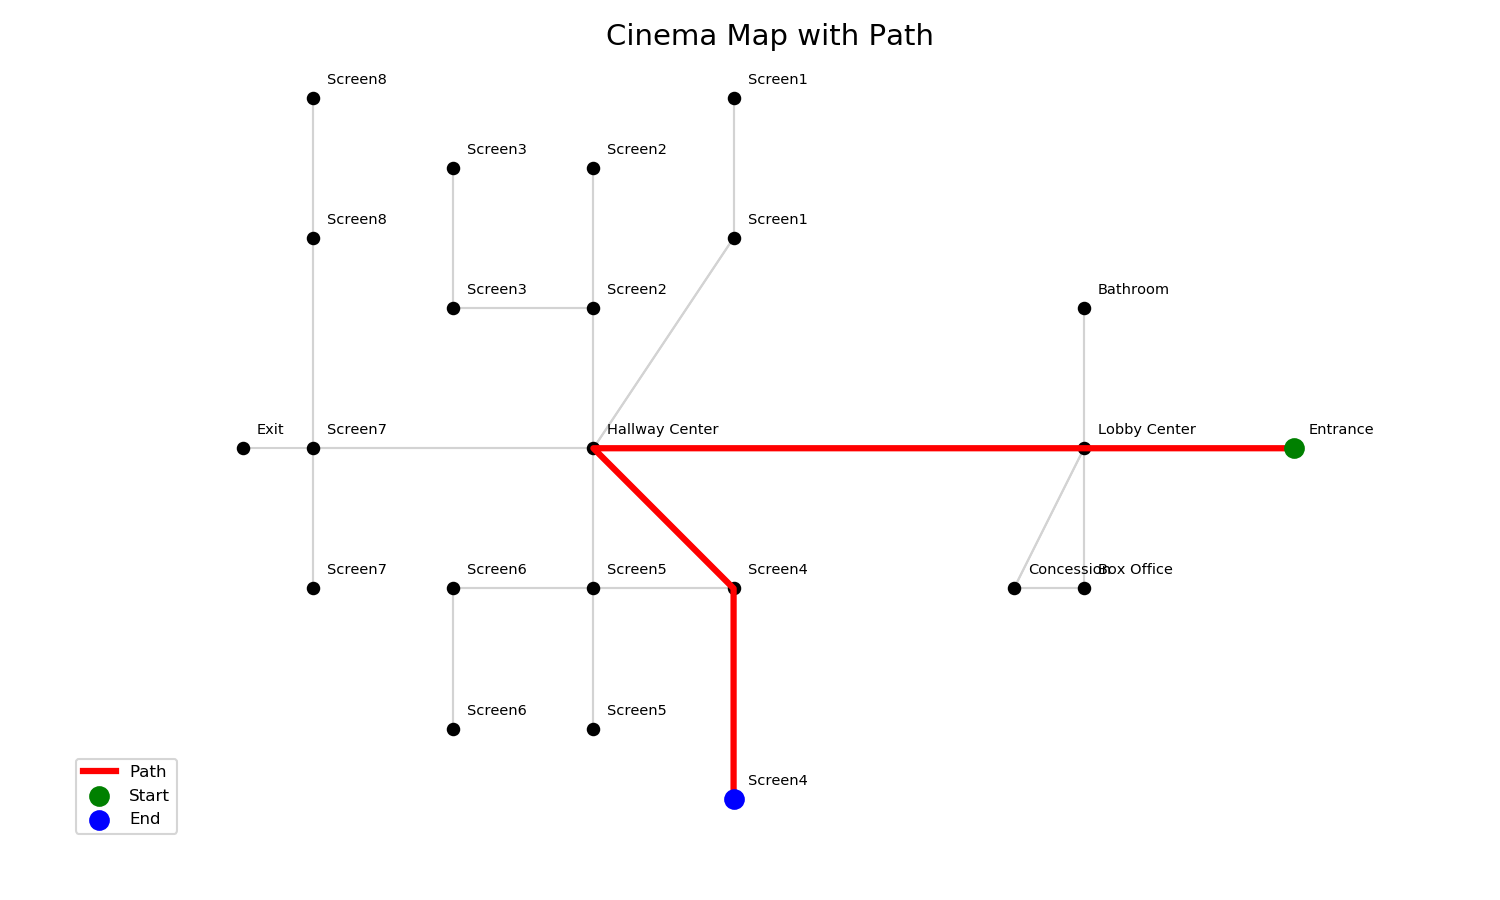 Cinema Map with Path
Screen8
Screen1
Screen3
Screen2
Screen8
Screen1
Screen3
Screen2
Bathroom
Exit
Screen7
Hallway Center
Lobby Center
Entrance
Screen7
Screen6
Screen5
Screen4
Concession
Box Office
Screen6
Screen5
Screen4
Path
Start
End